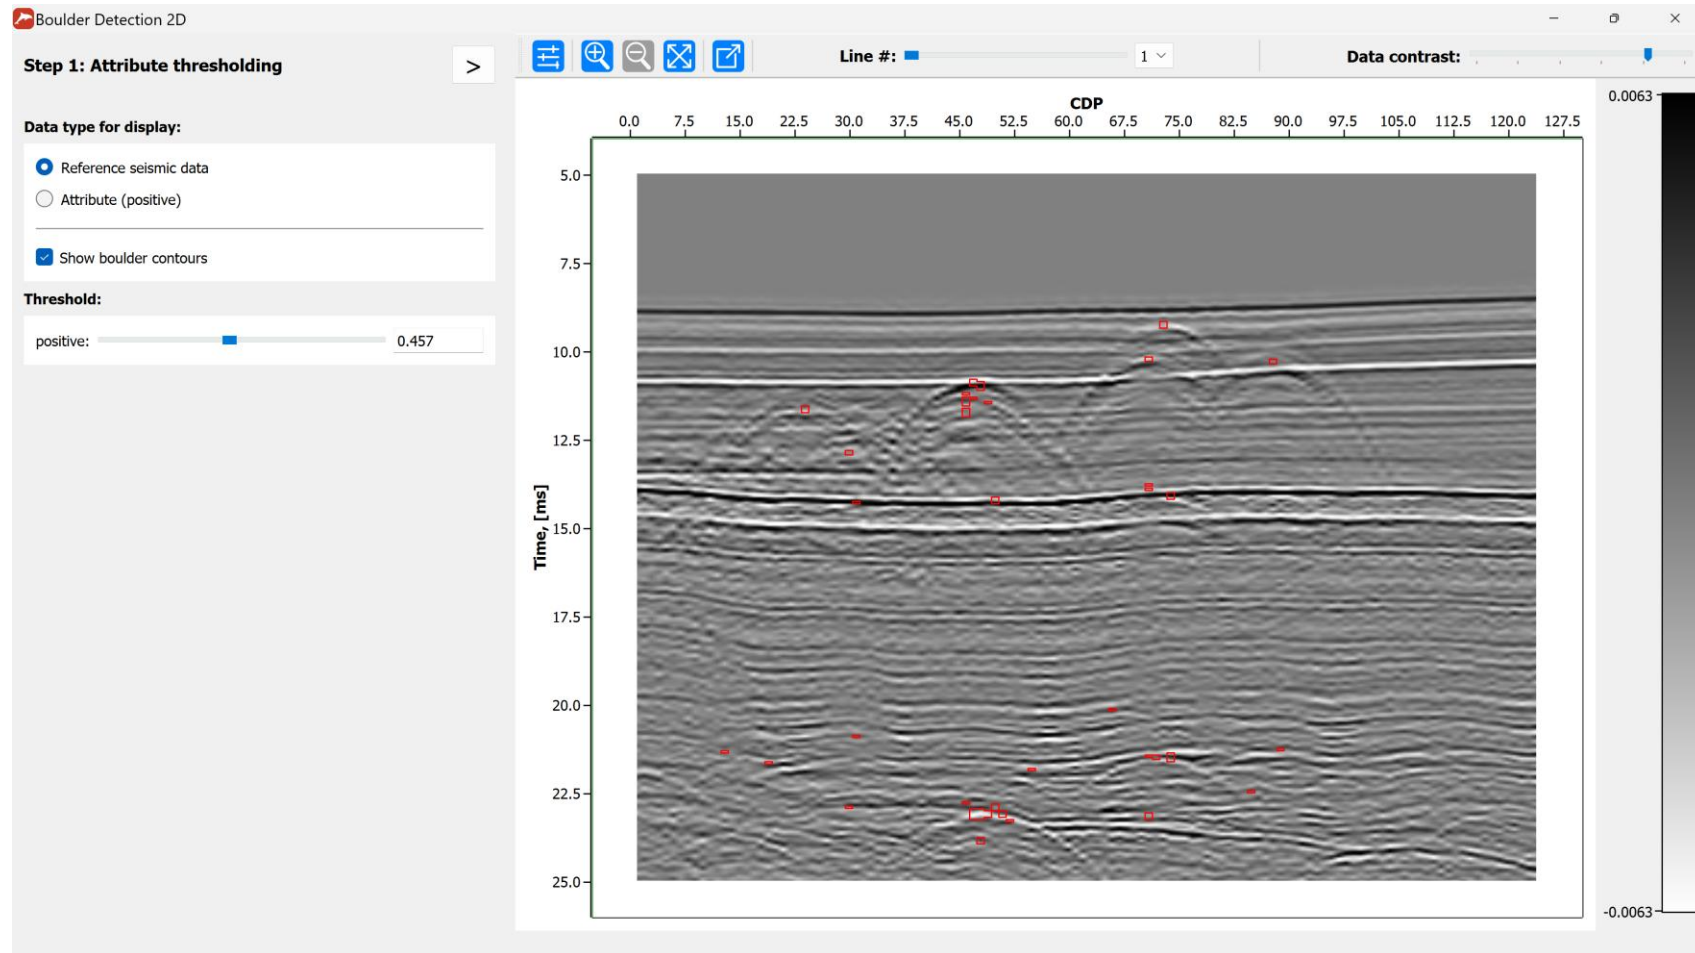 Boulder Detection 2D
Step 1: Attribute thresholding
>
Line #:
1
Data contrast:
Data type for display:
Reference seismic data
Attribute (positive)
Show boulder contours
Threshold:
positive:
0.457
CDP
0.0 7.5 15.0 22.5 30.0 37.5 45.0 52.5 60.0 67.5 75.0 82.5 90.0 97.5 105.0 112.5 120.0 127.5
Time, [ms]
5.0
7.5
10.0
12.5
15.0
17.5
20.0
22.5
25.0
0.0063
-0.0063